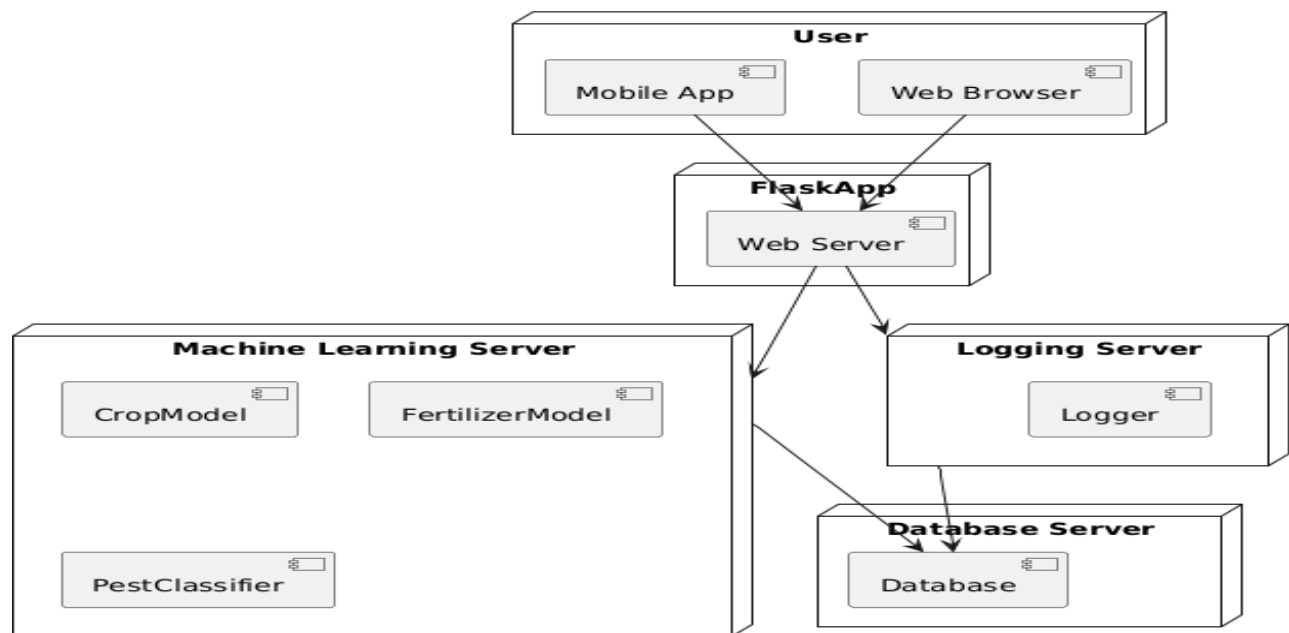 User
Mobile App
Web Browser
FlaskApp
Web Server
Machine Learning Server
CropModel
FertilizerModel
PestClassifier
Logging Server
Logger
Database Server
Database